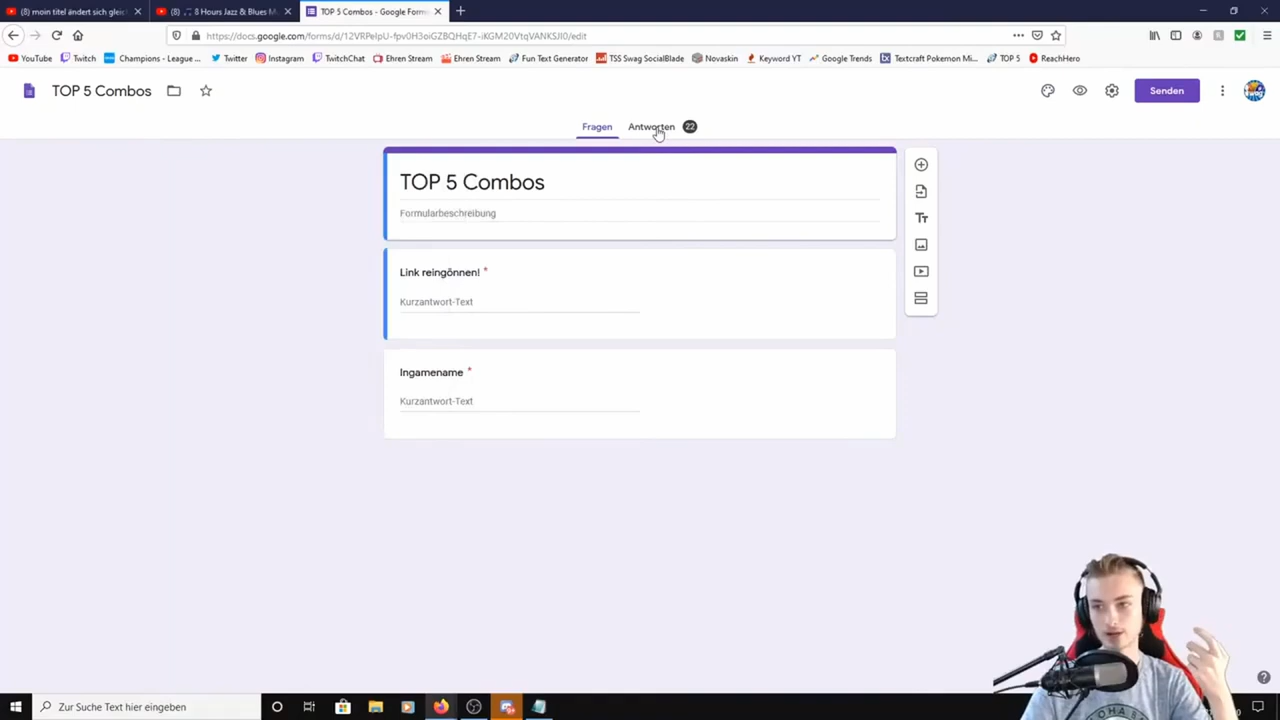 (8) moin titel ändert sich gleic
(8) 🎵 8 Hours Jazz & Blues M
TOP 5 Combos - Google Form
https://docs.google.com/forms/d/12VRPelpU-fpv0H3oiGZBQHqE7-iKGM20VtqVANKSJI0/edit
YouTube
Twitch
Champions - League ...
Twitter
Instagram
TwitchChat
Ehren Stream
Ehren Stream
Fun Text Generator
TSS Swag SocialBlade
Novaskin
Keyword YT
Google Trends
Textcraft Pokemon Mi...
TOP 5
ReachHero
TOP 5 Combos
Senden
Fragen
Antworten 22
TOP 5 Combos
Formularbeschreibung
Link reingönnen! *
Kurzantwort-Text
Ingamename *
Kurzantwort-Text
Zur Suche Text hier eingeben